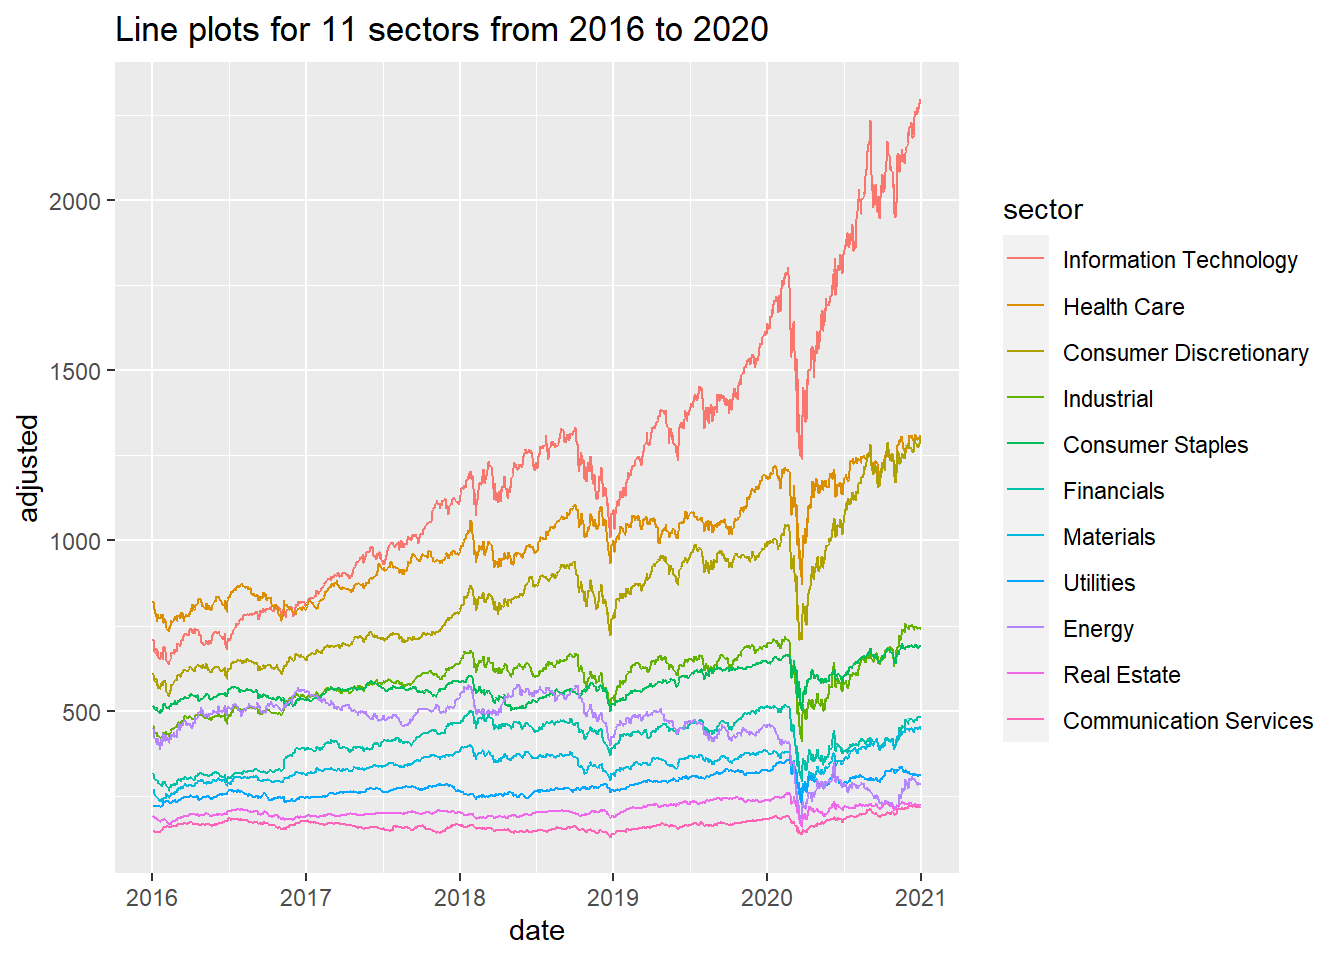 Line plots for 11 sectors from 2016 to 2020
adjusted
2000
1500
1000
500
2016 2017 2018 2019 2020 2021
date
sector
Information Technology
Health Care
Consumer Discretionary
Industrial
Consumer Staples
Financials
Materials
Utilities
Energy
Real Estate
Communication Services